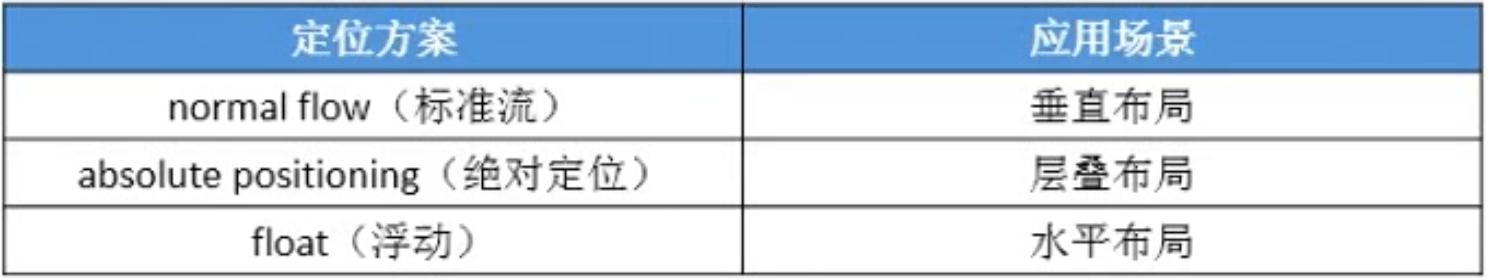 定位方案 应用场景
normal flow（标准流） 垂直布局
absolute positioning（绝对定位） 层叠布局
float（浮动） 水平布局